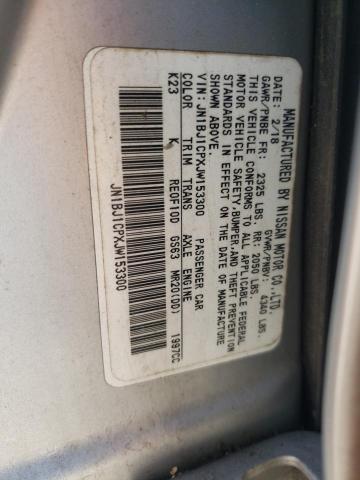 MANUFACTURED BY NISSAN MOTOR CO.,LTD.
DATE: 2/18 GVWR/PNBV: 4340 LBS.
GAWR/PNBE FR: 2325 LBS. RR: 2050 LBS.
THIS VEHICLE CONFORMS TO ALL APPLICABLE FEDERAL
MOTOR VEHICLE SAFETY,BUMPER,AND THEFT PREVENTION
STANDARDS IN EFFECT ON THE DATE OF MANUFACTURE
SHOWN ABOVE.
VIN: JN1BJ1CPXJW153300 PASSENGER CAR
COLOR TRIM TRANS AXLE ENGINE
K23 K RE0F10D GS63 MR20(DD) 1997CC
JN1BJ1CPXJW153300